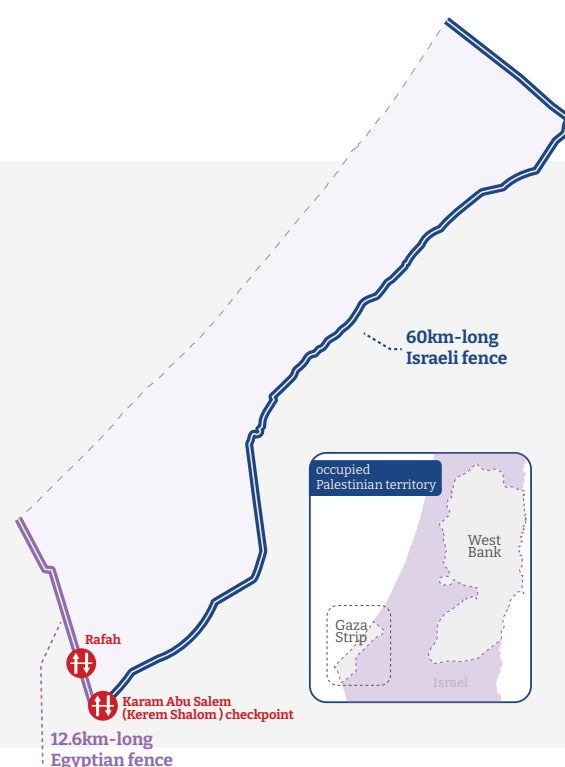 60km-long
Israeli fence
occupied
Palestinian territory
West
Bank
Gaza
Strip
Israel
Rafah
Karam Abu Salem
(Kerem Shalom ) checkpoint
12.6km-long
Egyptian fence